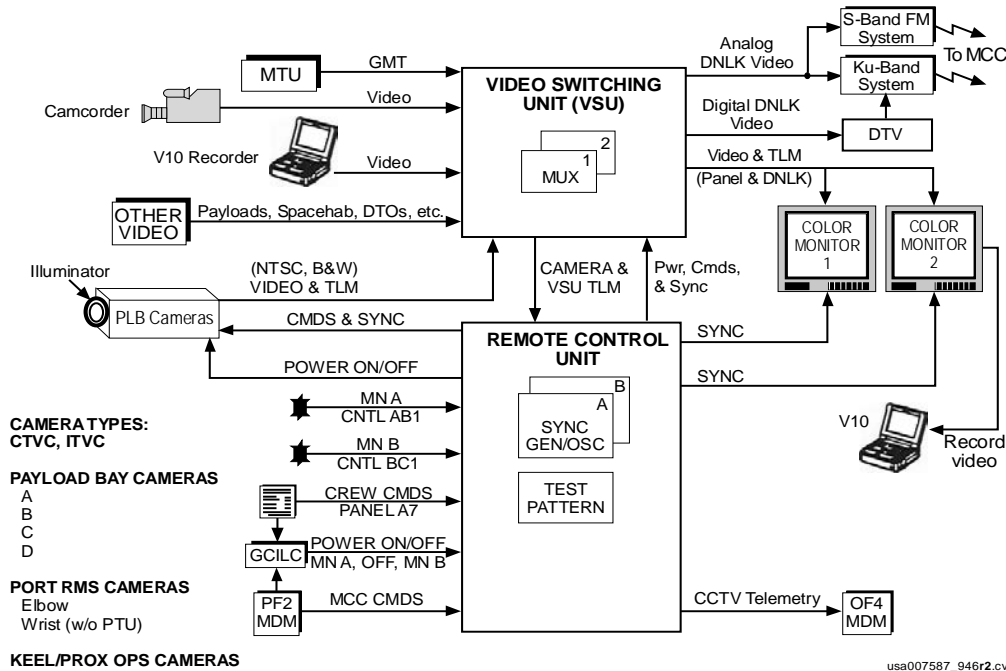 S-Band FM
System
To MCC
Analog
DNLK Video
Ku-Band
System
MTU
GMT
VIDEO SWITCHING
UNIT (VSU)
Camcorder
Video
Digital DNLK
Video
DTV
V10 Recorder
Video
2
1
MUX
Video & TLM
(Panel & DNLK)
OTHER
VIDEO
Payloads, Spacehab, DTOs, etc.
COLOR
MONITOR
1
COLOR
MONITOR
2
Illuminator
(NTSC, B&W)
VIDEO & TLM
CAMERA &
VSU TLM
Pwr, Cmds,
& Sync
PLB Cameras
CMDS & SYNC
REMOTE CONTROL
UNIT
SYNC
POWER ON/OFF
SYNC
B
A
SYNC
GEN/OSC
MN A
CNTL AB1
MN B
CNTL BC1
V10
Record
video
CAMERA TYPES:
CTVC, ITVC
PAYLOAD BAY CAMERAS
A
B
C
D
TEST
PATTERN
CREW CMDS
PANEL A7
GCILC
POWER ON/OFF
MN A, OFF, MN B
PORT RMS CAMERAS
Elbow
Wrist (w/o PTU)
PF2
MDM
MCC CMDS
CCTV Telemetry
OF4
MDM
KEEL/PROX OPS CAMERAS
usa007587_946r2.cv